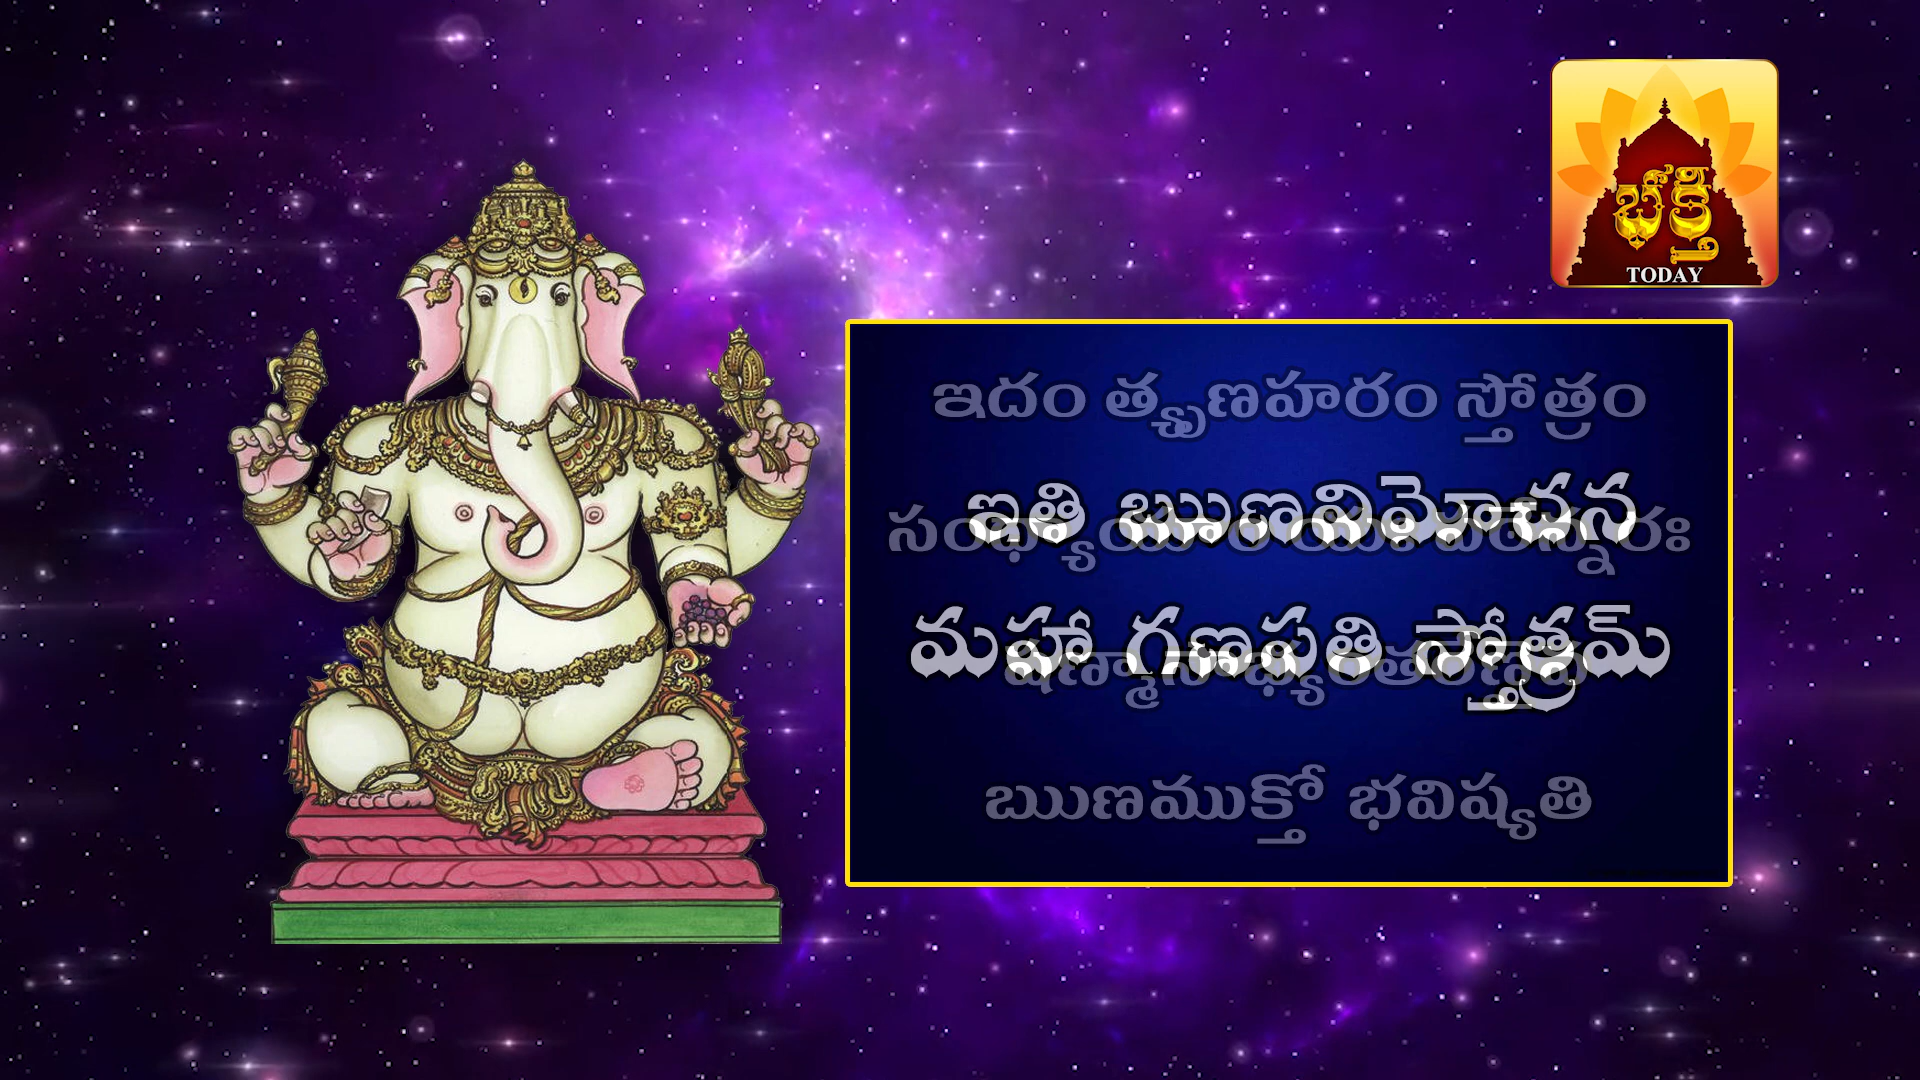 భక్తి
TODAY
ఇదం త్వృణహరం స్తోత్రం
ఇతి ఋణవిమోచన
మహా గణపతి స్తోత్రమ్
ఋణముక్తో భవిష్యతి